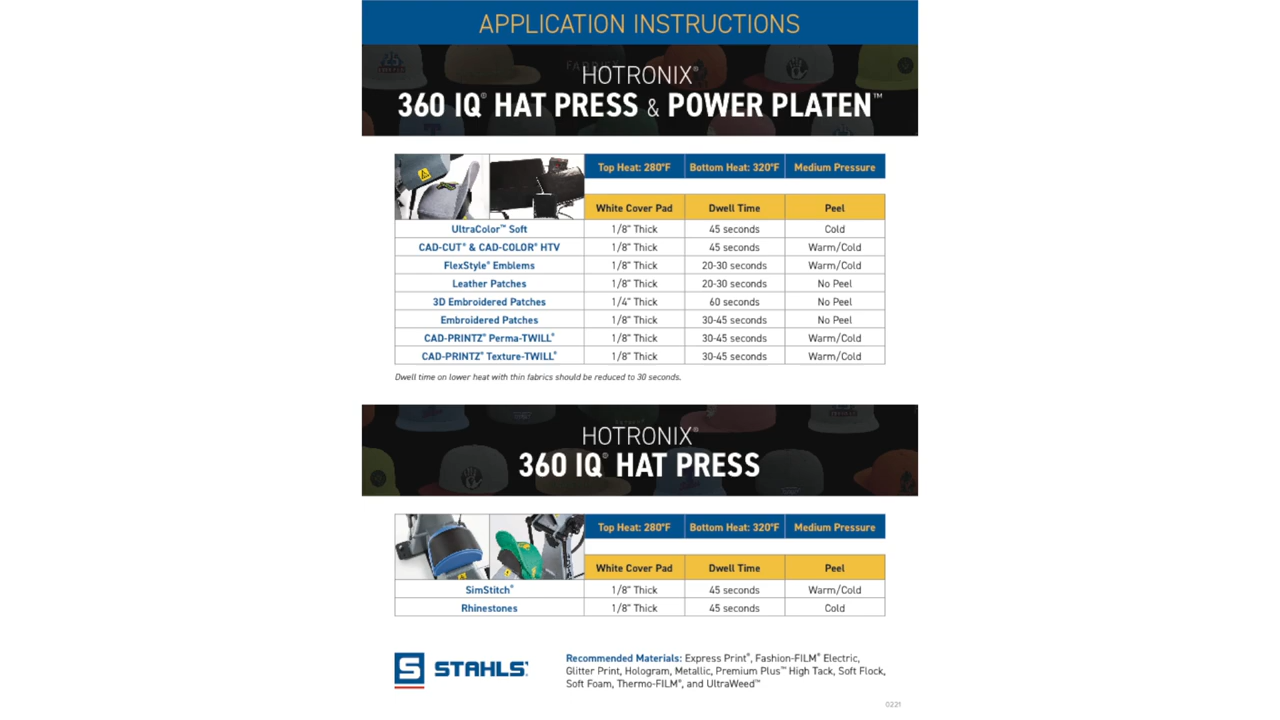 APPLICATION INSTRUCTIONS
HOTRONIX®
360 IQ® HAT PRESS & POWER PLATEN™
Top Heat: 280°F Bottom Heat: 320°F Medium Pressure
White Cover Pad Dwell Time Peel
UltraColor™ Soft 1/8" Thick 45 seconds Cold
CAD-CUT® & CAD-COLOR® HTV 1/8" Thick 45 seconds Warm/Cold
FlexStyle® Emblems 1/8" Thick 20-30 seconds Warm/Cold
Leather Patches 1/8" Thick 20-30 seconds No Peel
3D Embroidered Patches 1/4" Thick 60 seconds No Peel
Embroidered Patches 1/8" Thick 30-45 seconds No Peel
CAD-PRINTZ® Perma-TWILL® 1/8" Thick 30-45 seconds Warm/Cold
CAD-PRINTZ® Texture-TWILL® 1/8" Thick 30-45 seconds Warm/Cold
Dwell time on lower heat with thin fabrics should be reduced to 30 seconds.
HOTRONIX®
360 IQ® HAT PRESS
Top Heat: 280°F Bottom Heat: 320°F Medium Pressure
White Cover Pad Dwell Time Peel
SimStitch® 1/8" Thick 45 seconds Warm/Cold
Rhinestones 1/8" Thick 45 seconds Cold
S STAHLS'
Recommended Materials: Express Print®, Fashion-FILM® Electric,
Glitter Print, Hologram, Metallic, Premium Plus™ High Tack, Soft Flock,
Soft Foam, Thermo-FILM®, and UltraWeed™
0221